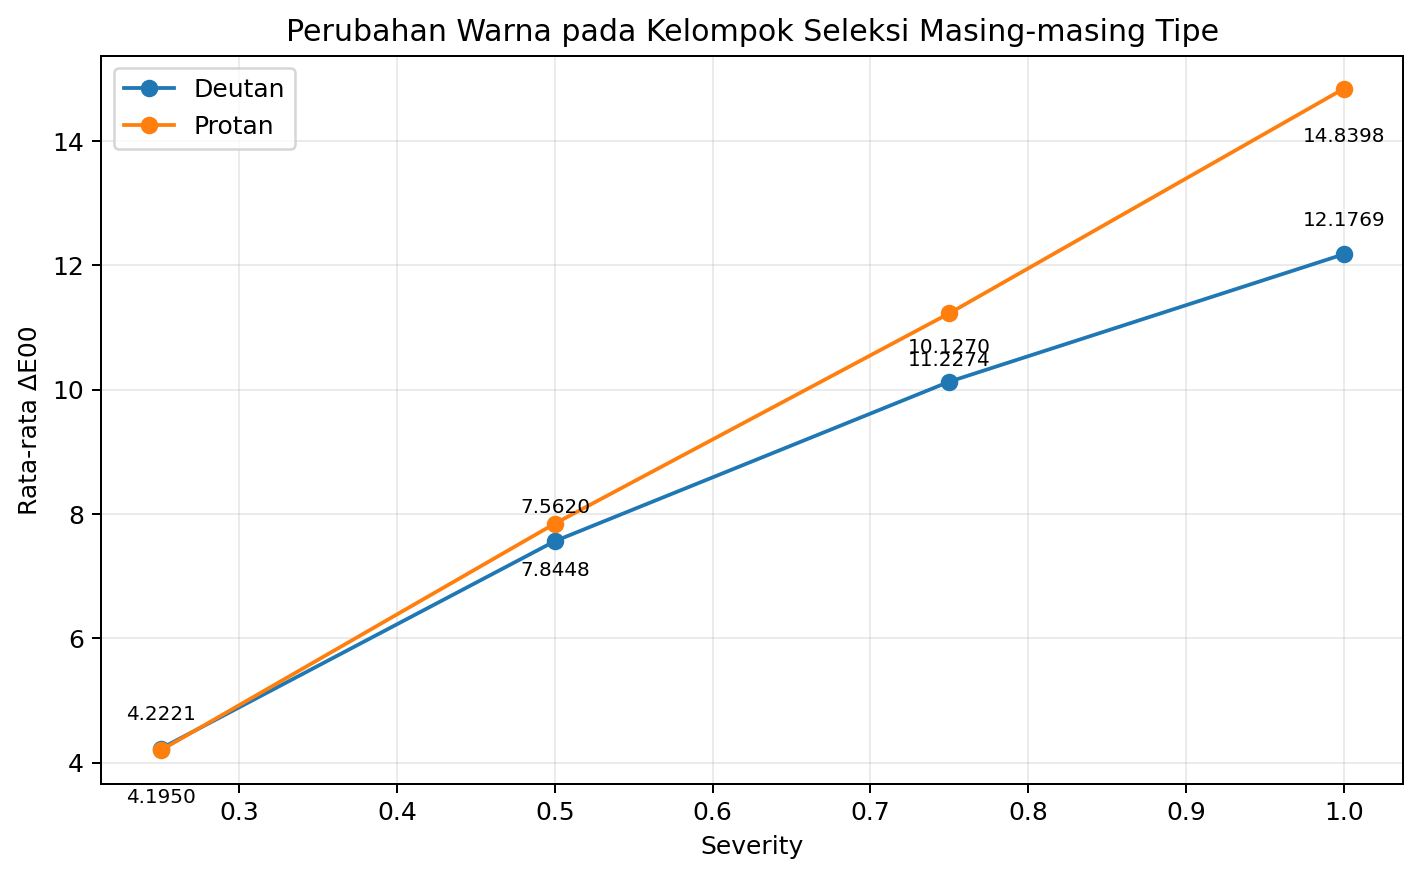 Perubahan Warna pada Kelompok Seleksi Masing-masing Tipe
Deutan
Protan
14
12
10
8
6
4
Rata-rata ΔE00
14.8398
12.1769
10.1270
11.2274
7.5620
7.8448
4.2221
4.1950
0.3 0.4 0.5 0.6 0.7 0.8 0.9 1.0
Severity